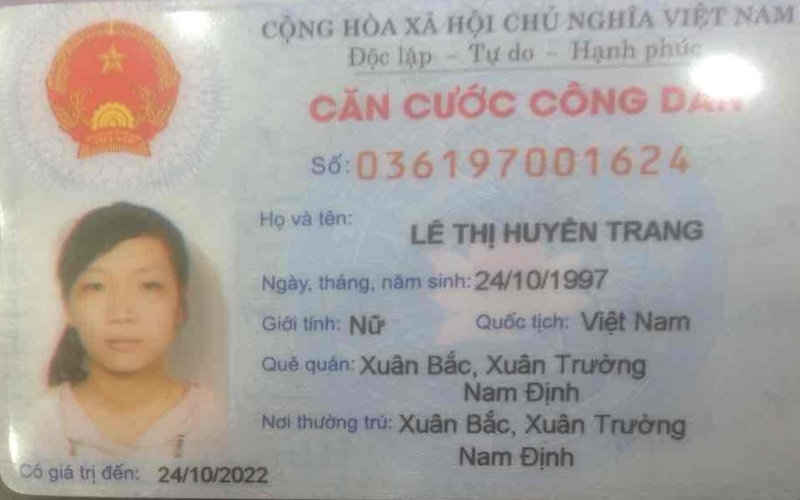 CỘNG HÒA XÃ HỘI CHỦ NGHĨA VIỆT NAM
Độc lập - Tự do - Hạnh phúc
CĂN CƯỚC CÔNG DÂN
Số: 036197001624
Họ và tên: LÊ THỊ HUYÊN TRANG
Ngày, tháng, năm sinh: 24/10/1997
Giới tính: Nữ Quốc tịch: Việt Nam
Quê quán: Xuân Bắc, Xuân Trường
Nam Định
Nơi thường trú: Xuân Bắc, Xuân Trường
Nam Định
Có giá trị đến: 24/10/2022